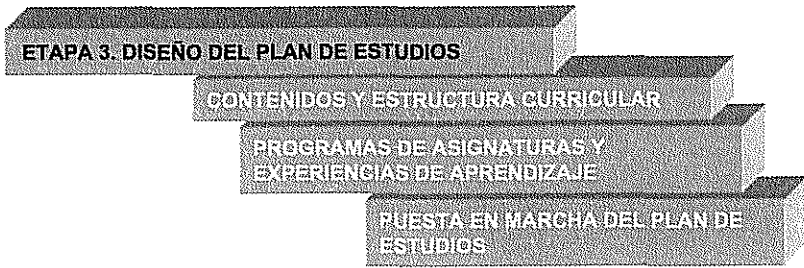 ETAPA 3. DISEÑO DEL PLAN DE ESTUDIOS
CONTENIDOS Y ESTRUCTURA CURRICULAR
PROGRAMAS DE ASIGNATURAS Y
EXPERIENCIAS DE APRENDIZAJE
PUESTA EN MARCHA DEL PLAN DE
ESTUDIOS